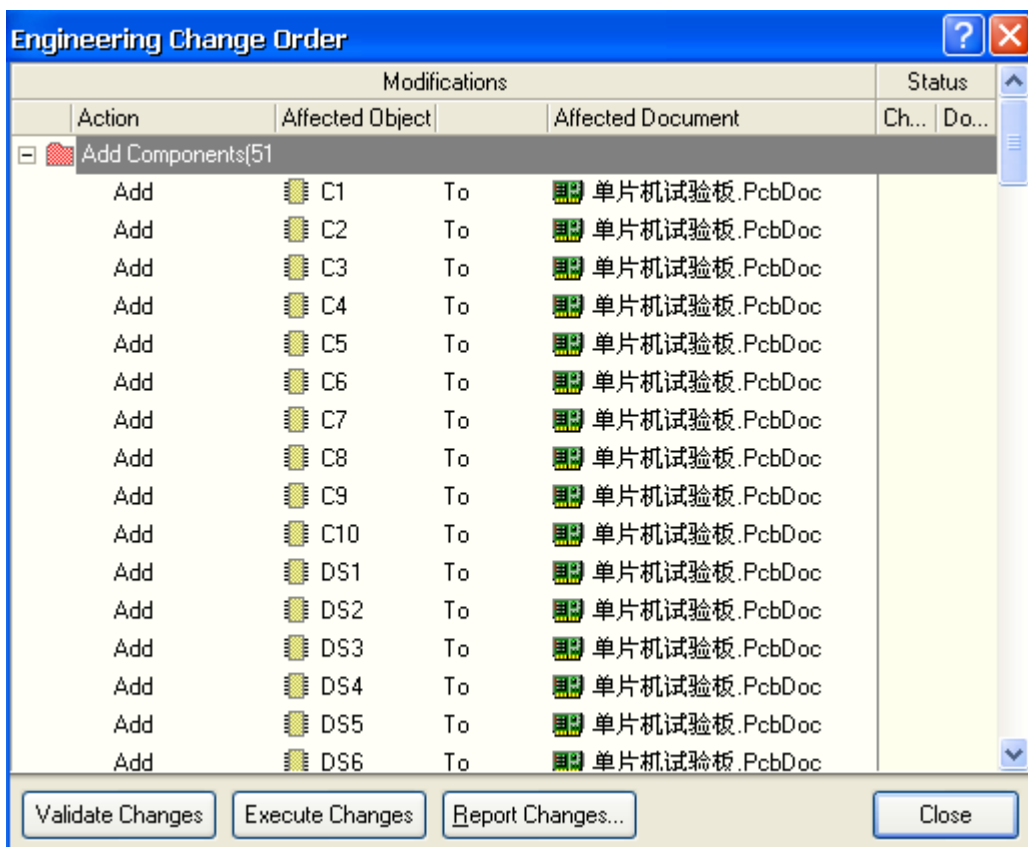 Engineering Change Order
Modifications Status
Action Affected Object Affected Document Ch... Do...
Add Components(51
Add C1 To 单片机试验板.PcbDoc
Add C2 To 单片机试验板.PcbDoc
Add C3 To 单片机试验板.PcbDoc
Add C4 To 单片机试验板.PcbDoc
Add C5 To 单片机试验板.PcbDoc
Add C6 To 单片机试验板.PcbDoc
Add C7 To 单片机试验板.PcbDoc
Add C8 To 单片机试验板.PcbDoc
Add C9 To 单片机试验板.PcbDoc
Add C10 To 单片机试验板.PcbDoc
Add DS1 To 单片机试验板.PcbDoc
Add DS2 To 单片机试验板.PcbDoc
Add DS3 To 单片机试验板.PcbDoc
Add DS4 To 单片机试验板.PcbDoc
Add DS5 To 单片机试验板.PcbDoc
Add DS6 To 单片机试验板.PcbDoc
Validate Changes Execute Changes Report Changes... Close